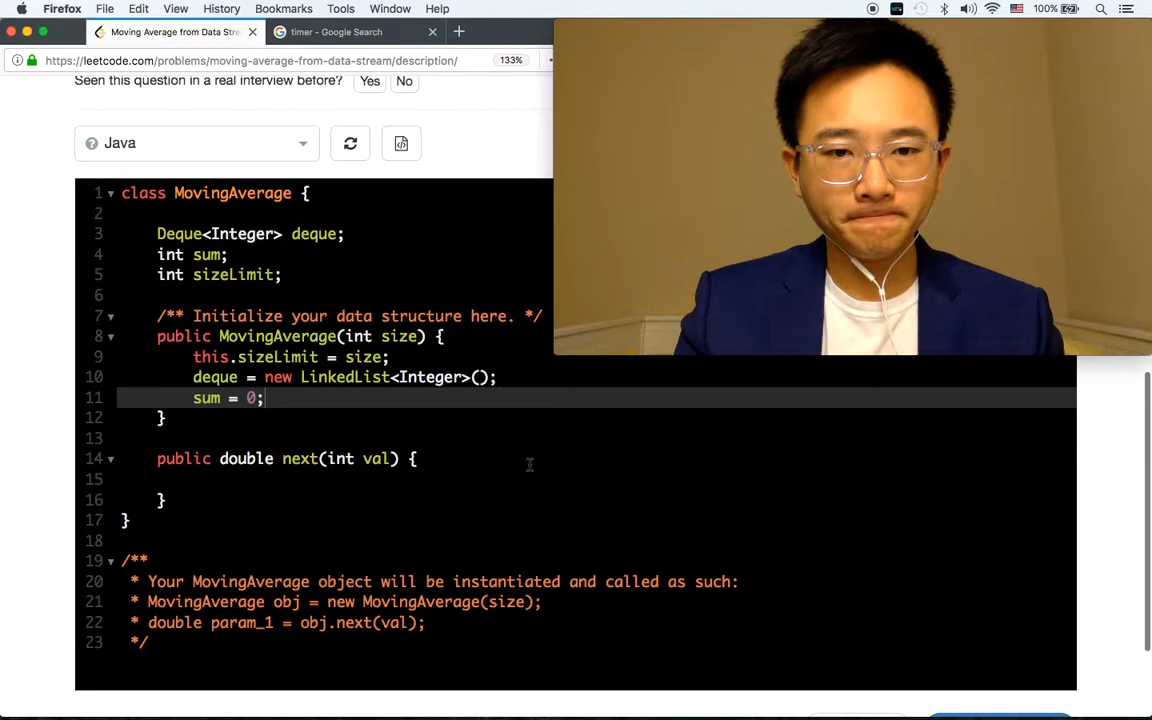 Firefox File Edit View History Bookmarks Tools Window Help 100%
Moving Average from Data Stre timer - Google Search
https://leetcode.com/problems/moving-average-from-data-stream/description/ 133%
Seen this question in a real interview before? Yes No
Java
1 class MovingAverage {
2
3 Deque<Integer> deque;
4 int sum;
5 int sizeLimit;
6
7 /** Initialize your data structure here. */
8 public MovingAverage(int size) {
9 this.sizeLimit = size;
10 deque = new LinkedList<Integer>();
11 sum = 0;
12 }
13
14 public double next(int val) {
15
16 }
17 }
18
19 /**
20 * Your MovingAverage object will be instantiated and called as such:
21 * MovingAverage obj = new MovingAverage(size);
22 * double param_1 = obj.next(val);
23 */